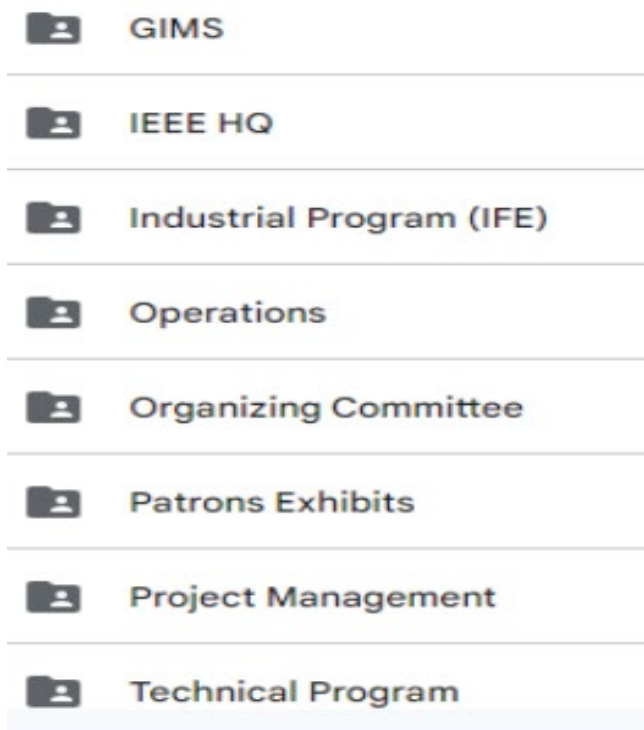 GIMS
IEEE HQ
Industrial Program (IFE)
Operations
Organizing Committee
Patrons Exhibits
Project Management
Technical Program